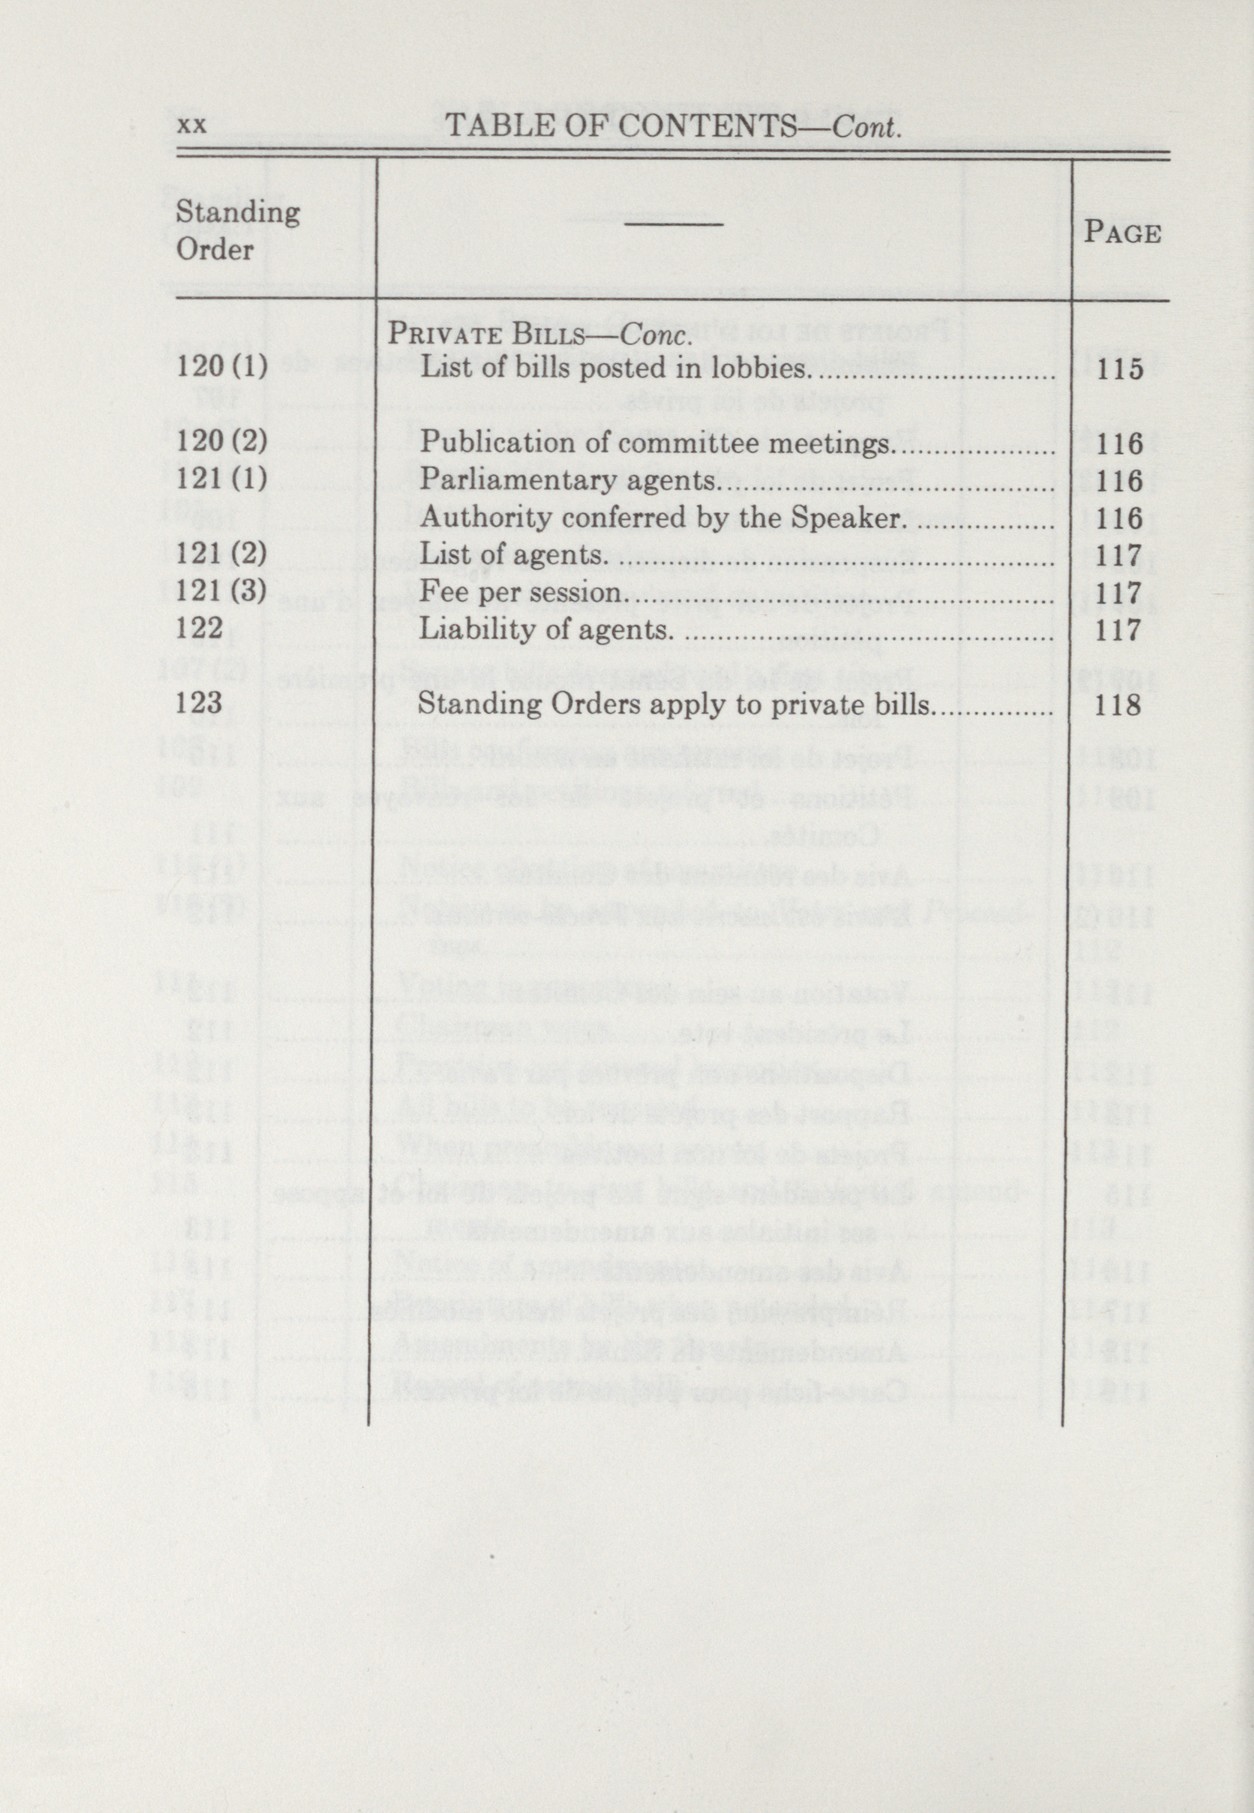 xx TABLE OF CONTENTS—Cont.
Standing
Order
PAGE
PRIVATE BILLS—Conc.
120 (1) List of bills posted in lobbies. 115
120 (2) Publication of committee meetings. 116
121 (1) Parliamentary agents. 116
Authority conferred by the Speaker. 116
121 (2) List of agents. 117
121 (3) Fee per session. 117
122 Liability of agents. 117
123 Standing Orders apply to private bills. 118